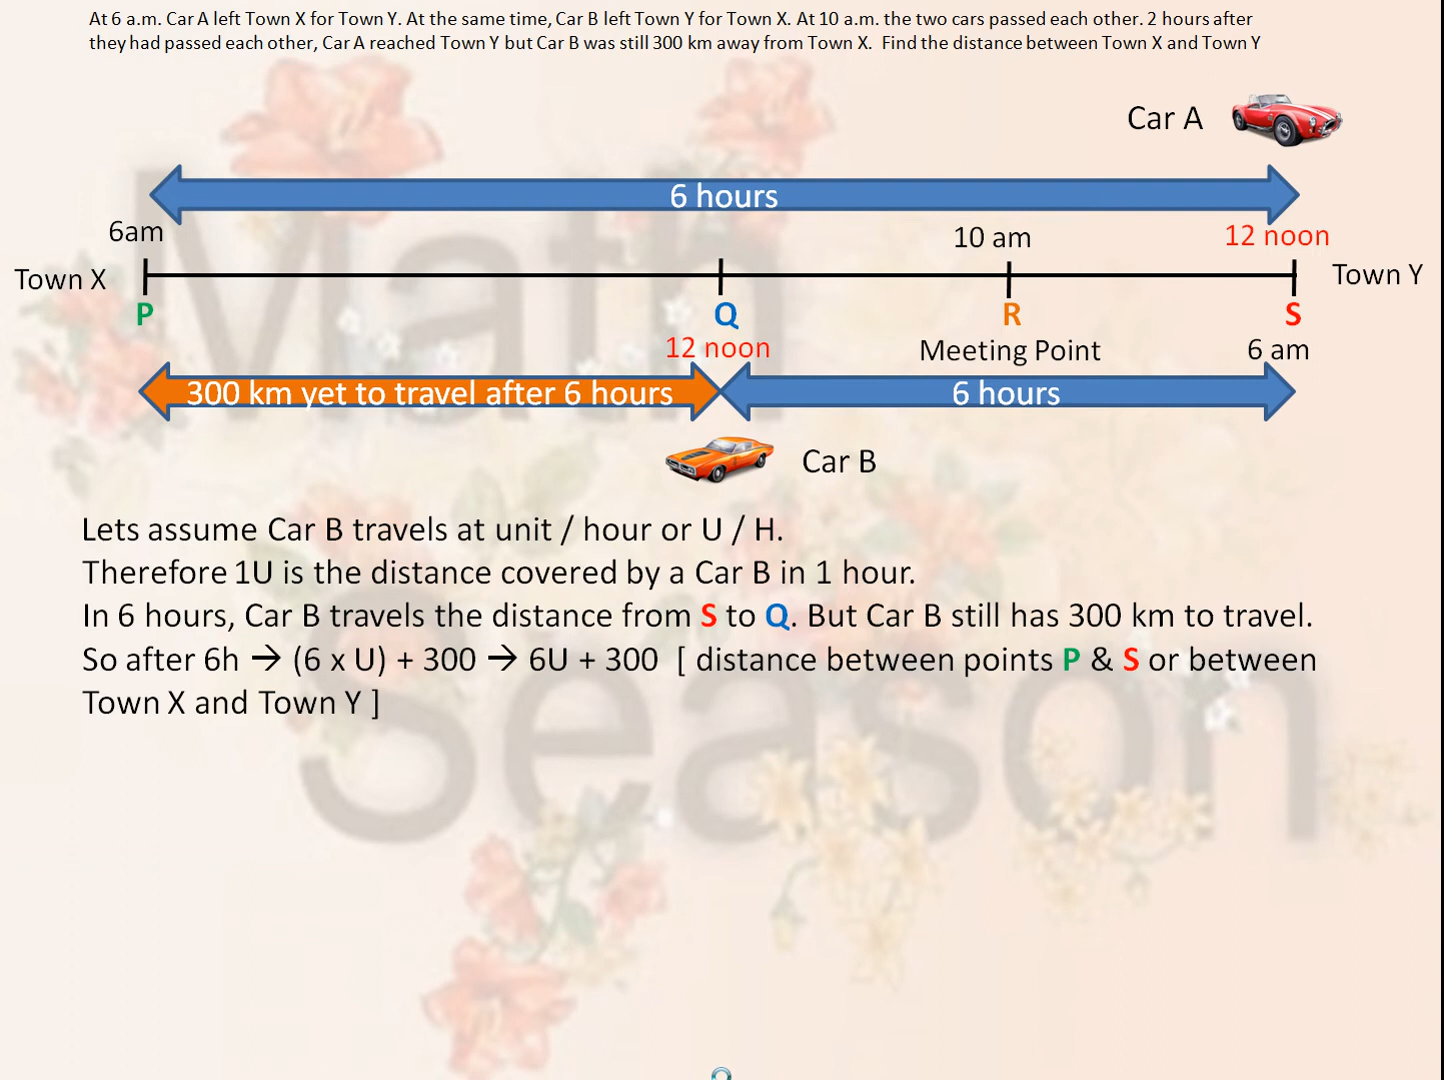 At 6 a.m. Car A left Town X for Town Y. At the same time, Car B left Town Y for Town X. At 10 a.m. the two cars passed each other. 2 hours after
they had passed each other, Car A reached Town Y but Car B was still 300 km away from Town X. Find the distance between Town X and Town Y
Car A
6 hours
6am
10 am
12 noon
Town X
Town Y
P
Q
R
S
12 noon
Meeting Point
6 am
300 km yet to travel after 6 hours
6 hours
Car B
Math
Lets assume Car B travels at unit / hour or U / H.
Therefore 1U is the distance covered by a Car B in 1 hour.
In 6 hours, Car B travels the distance from S to Q. But Car B still has 300 km to travel.
So after 6h → (6 x U) + 300 → 6U + 300 [ distance between points P & S or between
Town X and Town Y ]
Season